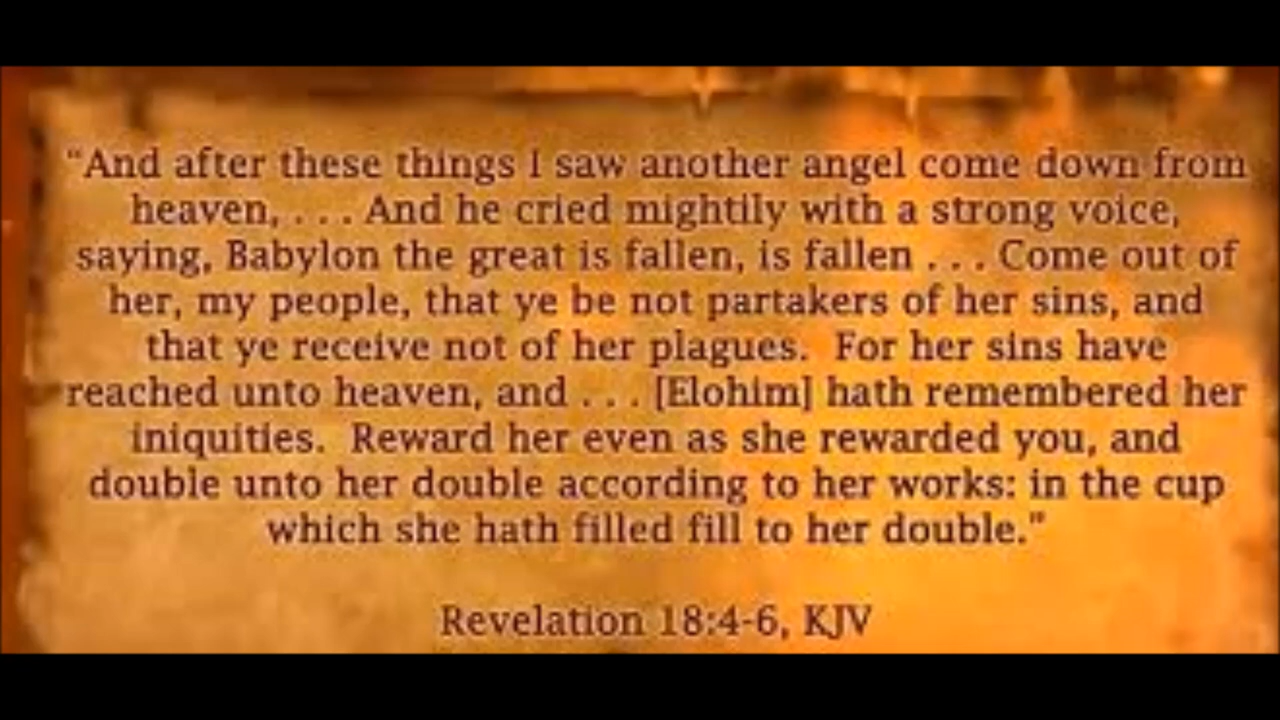 “And after these things I saw another angel come down from
heaven, . . . And he cried mightily with a strong voice,
saying, Babylon the great is fallen, is fallen . . . Come out of
her, my people, that ye be not partakers of her sins, and
that ye receive not of her plagues.  For her sins have
reached unto heaven, and . . . [Elohim] hath remembered her
iniquities.  Reward her even as she rewarded you, and
double unto her double according to her works: in the cup
which she hath filled fill to her double.”
Revelation 18:4-6, KJV